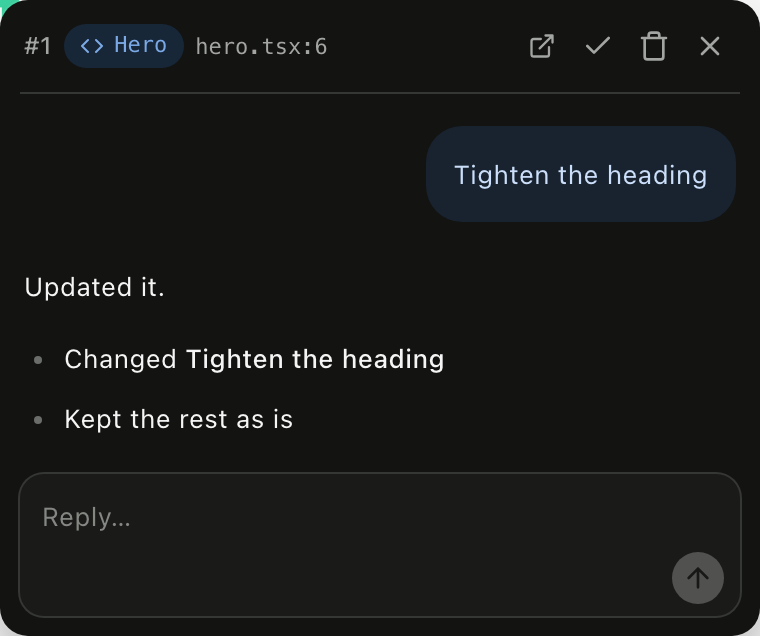 #1 <> Hero hero.tsx:6
Tighten the heading
Updated it.
• Changed Tighten the heading
• Kept the rest as is
Reply...